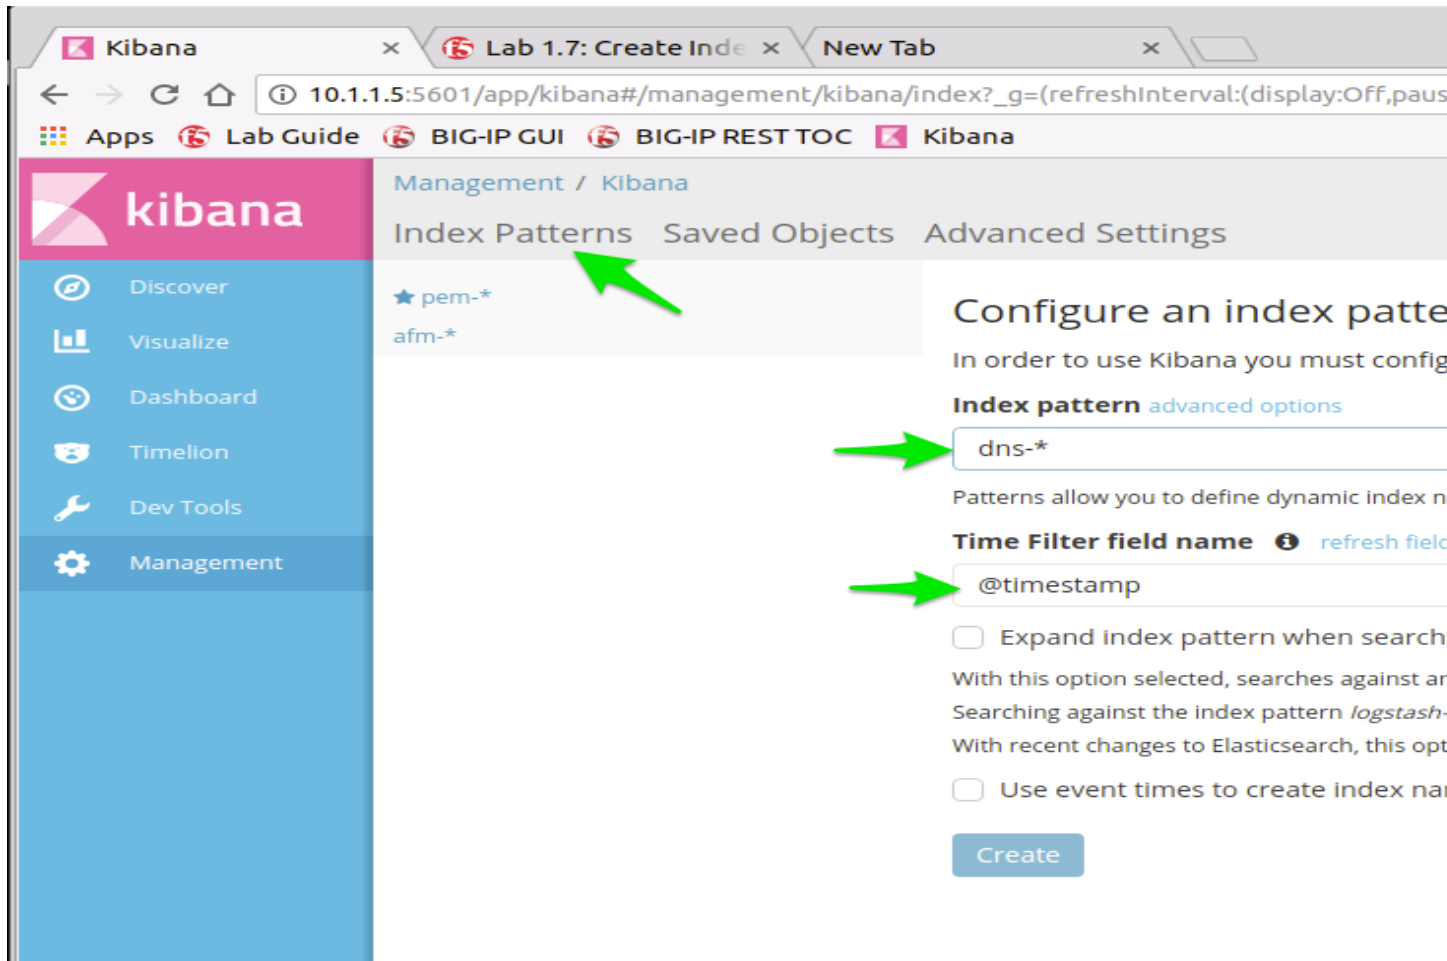 Kibana
Lab 1.7: Create Inde
New Tab
10.1.1.5:5601/app/kibana#/management/kibana/index?_g=(refreshInterval:(display:Off,paus
Apps Lab Guide BIG-IP GUI BIG-IP REST TOC Kibana
kibana
Management / Kibana
Index Patterns Saved Objects Advanced Settings
Discover
Visualize
Dashboard
Timelion
Dev Tools
Management
★ pem-*
afm-*
Configure an index patte
In order to use Kibana you must config
Index pattern advanced options
dns-*
Patterns allow you to define dynamic index n
Time Filter field name refresh field
@timestamp
Expand index pattern when search
With this option selected, searches against an
Searching against the index pattern logstash-
With recent changes to Elasticsearch, this opt
Use event times to create index nam
Create